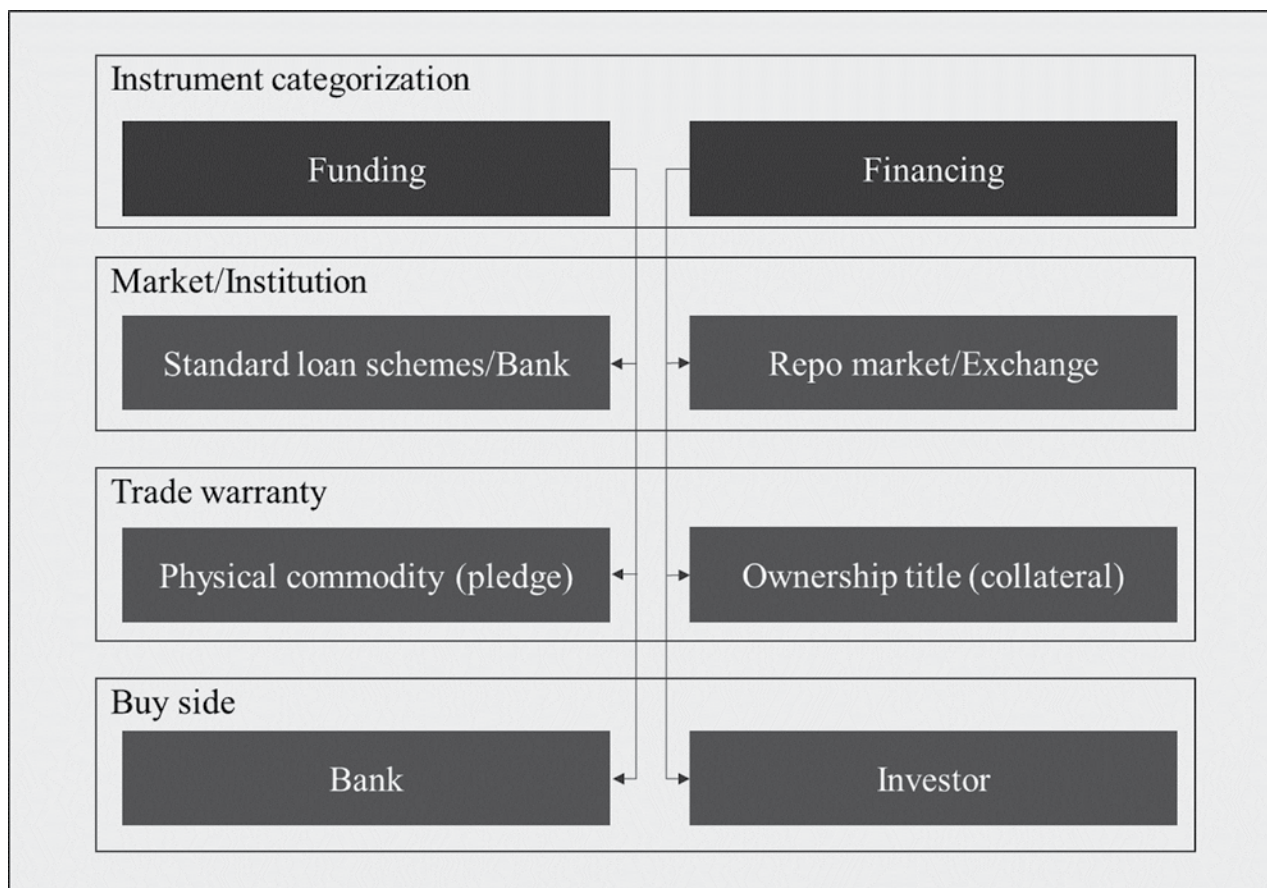 Instrument categorization
Funding
Financing
Market/Institution
Standard loan schemes/Bank
Repo market/Exchange
Trade warranty
Physical commodity (pledge)
Ownership title (collateral)
Buy side
Bank
Investor